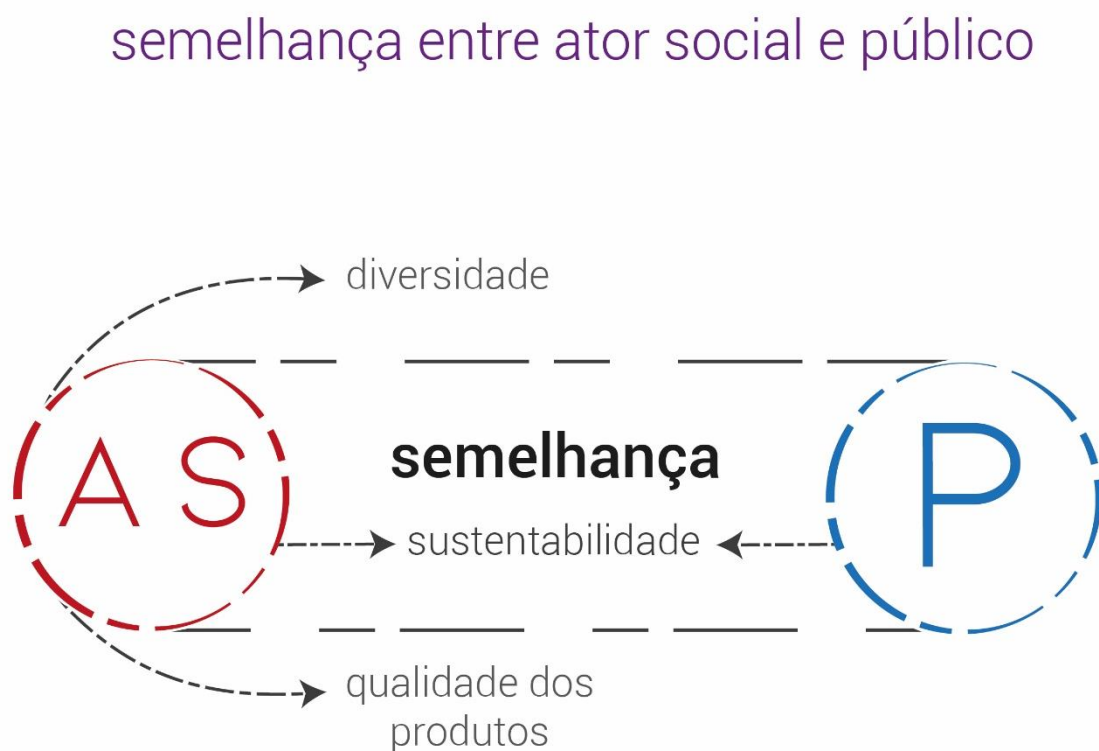 semelhança entre ator social e público
diversidade
A S
semelhança
P
sustentabilidade
qualidade dos
produtos